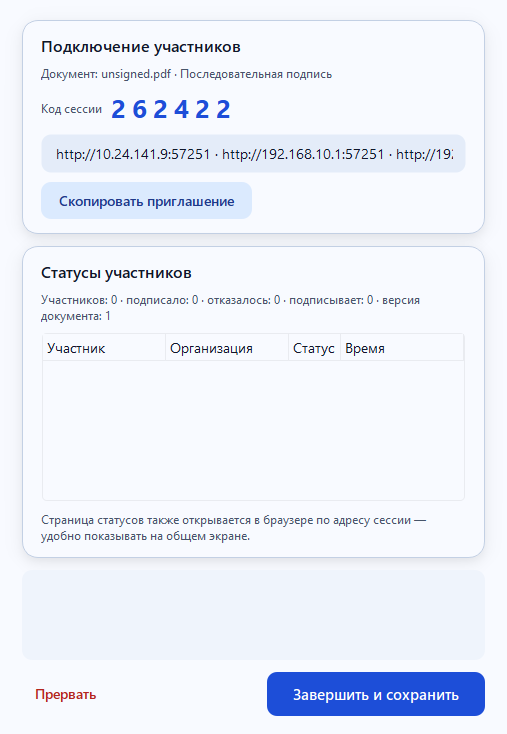 Подключение участников
Документ: unsigned.pdf · Последовательная подпись
Код сессии 262422
http://10.24.141.9:57251 · http://192.168.10.1:57251 · http://192
Скопировать приглашение
Статусы участников
Участников: 0 · подписало: 0 · отказалось: 0 · подписывает: 0 · версия
документа: 1
Участник Организация Статус Время
Страница статусов также открывается в браузере по адресу сессии —
удобно показывать на общем экране.
Прервать Завершить и сохранить